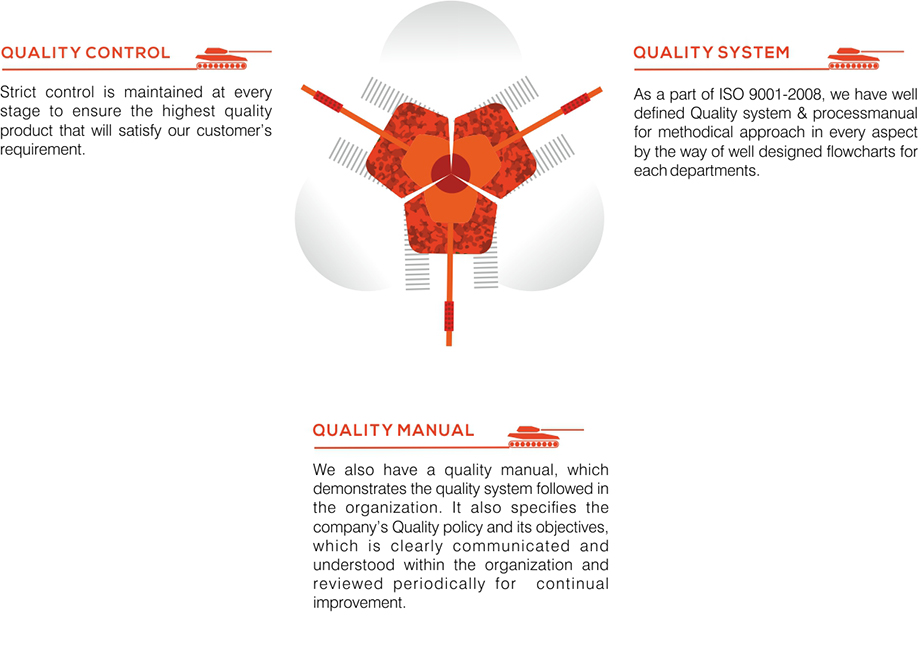 QUALITY CONTROL
Strict control is maintained at every
stage to ensure the highest quality
product that will satisfy our customer’s
requirement.
QUALITY SYSTEM
As a part of ISO 9001-2008, we have well
defined Quality system & processmanual
for methodical approach in every aspect
by the way of well designed flowcharts for
each departments.
QUALITY MANUAL
We also have a quality manual, which
demonstrates the quality system followed in
the organization. It also specifies the
company’s Quality policy and its objectives,
which is clearly communicated and
understood within the organization and
reviewed periodically for continual
improvement.